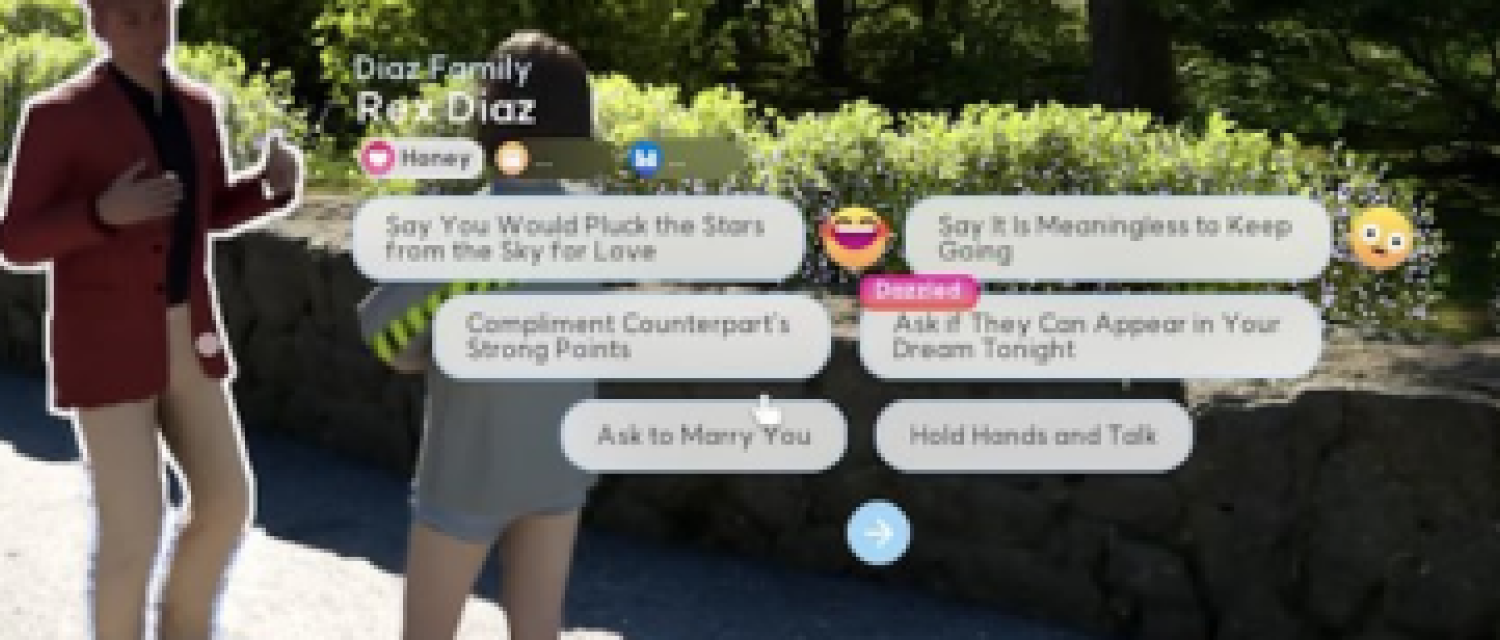 Diaz Family
Rex Diaz
Honey ... ...
Say You Would Pluck the Stars
from the Sky for Love
Say It Is Meaningless to Keep
Going
Compliment Counterpart's
Strong Points
Dazzled
Ask if They Can Appear in Your
Dream Tonight
Ask to Marry You
Hold Hands and Talk